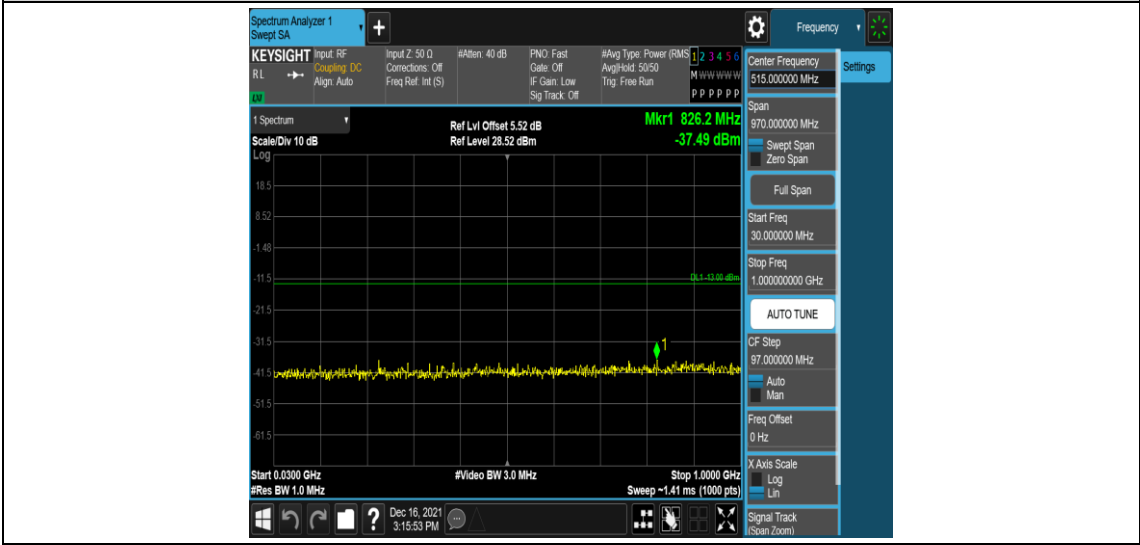 Spectrum Analyzer 1
Swept SA
+
Frequency
KEYSIGHT
RL
LM
Input: RF
Coupling: DC
Align: Auto
Input Z: 50 Ω
Corrections: Off
Freq Ref: Int (S)
#Atten: 40 dB
PNO: Fast
Gate: Off
IF Gain: Low
Sig Track: Off
#Avg Type: Power (RMS
Avg|Hold: 50/50
Trig: Free Run
1 2 3 4 5 6
M W W W W W
P P P P P P
1 Spectrum
Scale/Div 10 dB
Ref Lvl Offset 5.52 dB
Ref Level 28.52 dBm
Mkr1 826.2 MHz
-37.49 dBm
Log
18.5
8.52
-1.48
-11.5
DL1 -13.00 dBm
-21.5
-31.5
1
-41.5
-51.5
-61.5
Start 0.0300 GHz
#Video BW 3.0 MHz
Stop 1.0000 GHz
#Res BW 1.0 MHz
Sweep ~1.41 ms (1000 pts)
?
Dec 16, 2021
3:15:53 PM
Center Frequency
515.000000 MHz
Settings
Span
970.000000 MHz
Swept Span
Zero Span
Full Span
Start Freq
30.000000 MHz
Stop Freq
1.000000000 GHz
AUTO TUNE
CF Step
97.000000 MHz
Auto
Man
Freq Offset
0 Hz
X Axis Scale
Log
Lin
Signal Track
(Span Zoom)